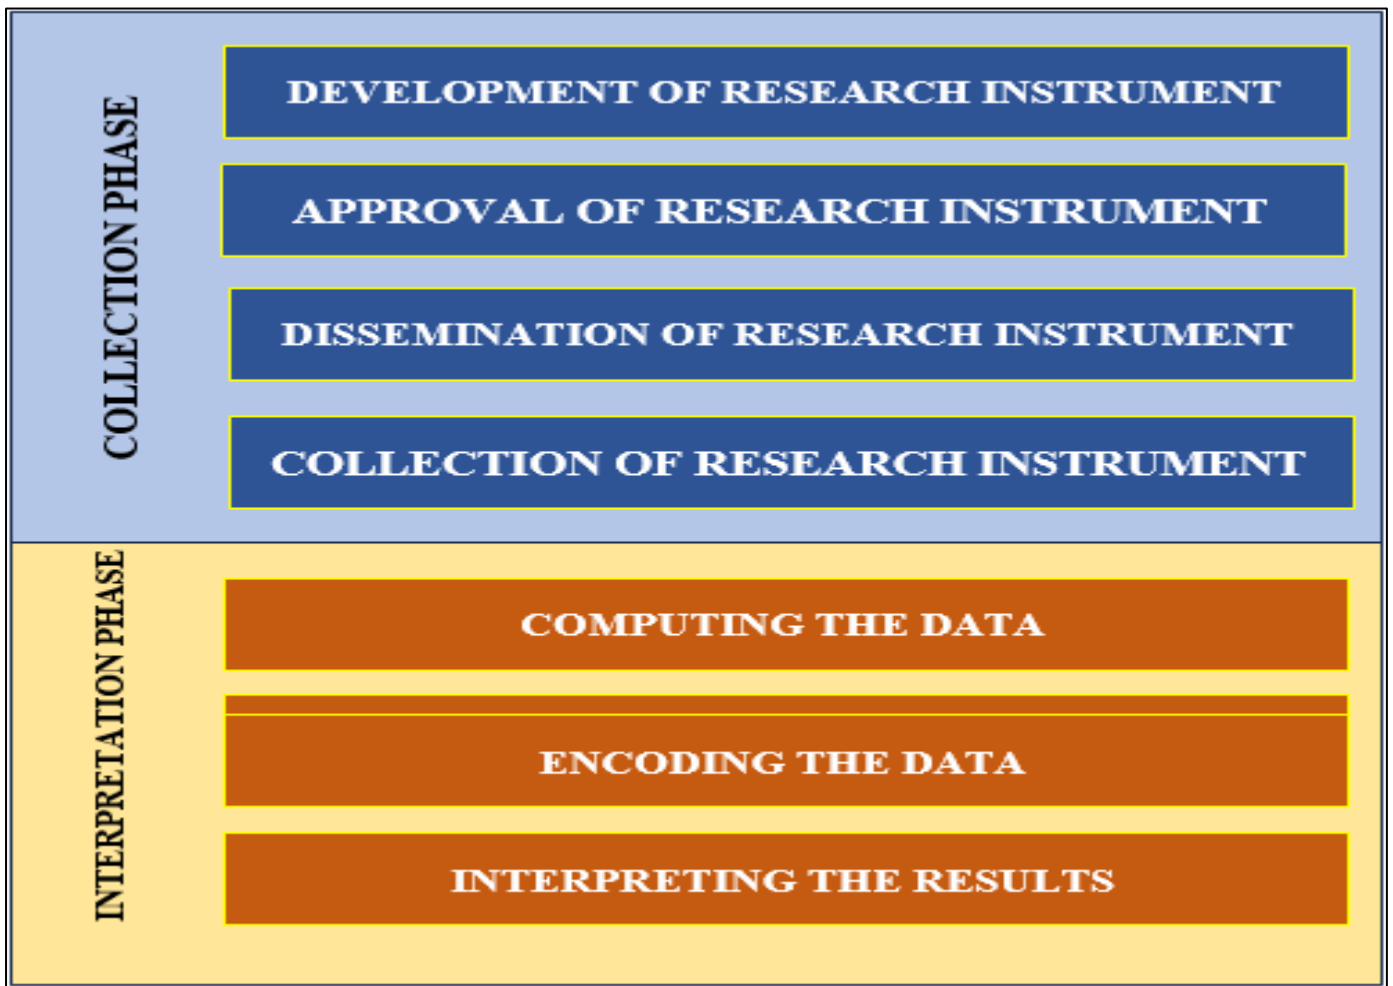 COLLECTION PHASE
DEVELOPMENT OF RESEARCH INSTRUMENT
APPROVAL OF RESEARCH INSTRUMENT
DISSEMINATION OF RESEARCH INSTRUMENT
COLLECTION OF RESEARCH INSTRUMENT
INTERPRETATION PHASE
COMPUTING THE DATA
ENCODING THE DATA
INTERPRETING THE RESULTS